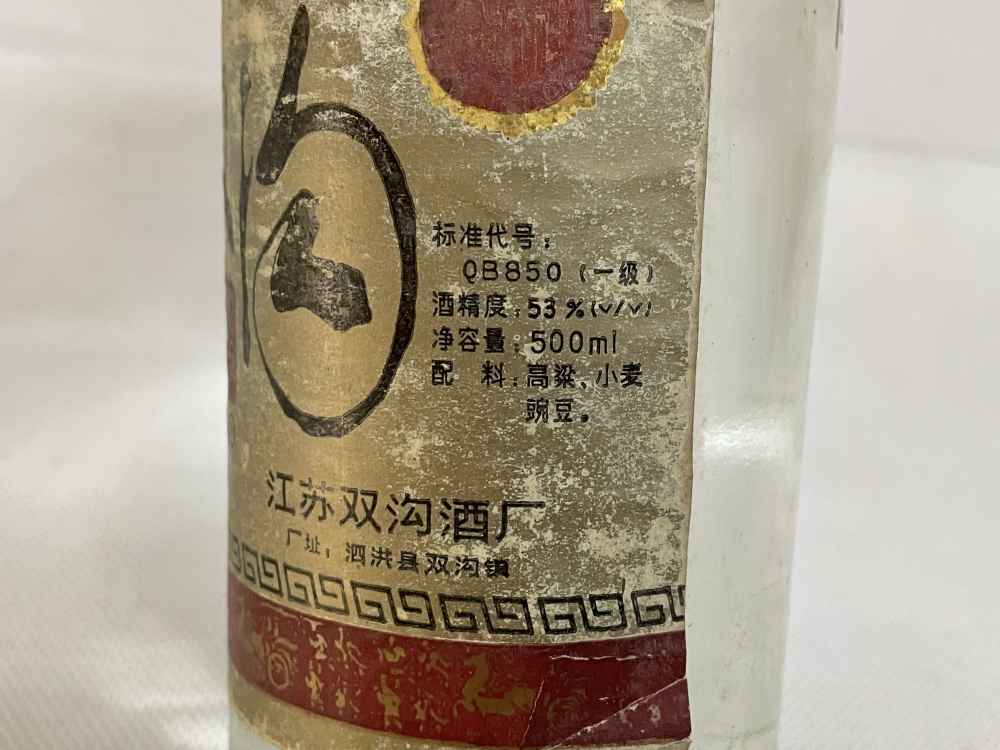 标准代号:
QB850（一级）
酒精度:53%(v/v)
净容量:500ml
配 料:高粱、小麦
豌豆。
江苏双沟酒厂
厂址:泗洪县双沟镇